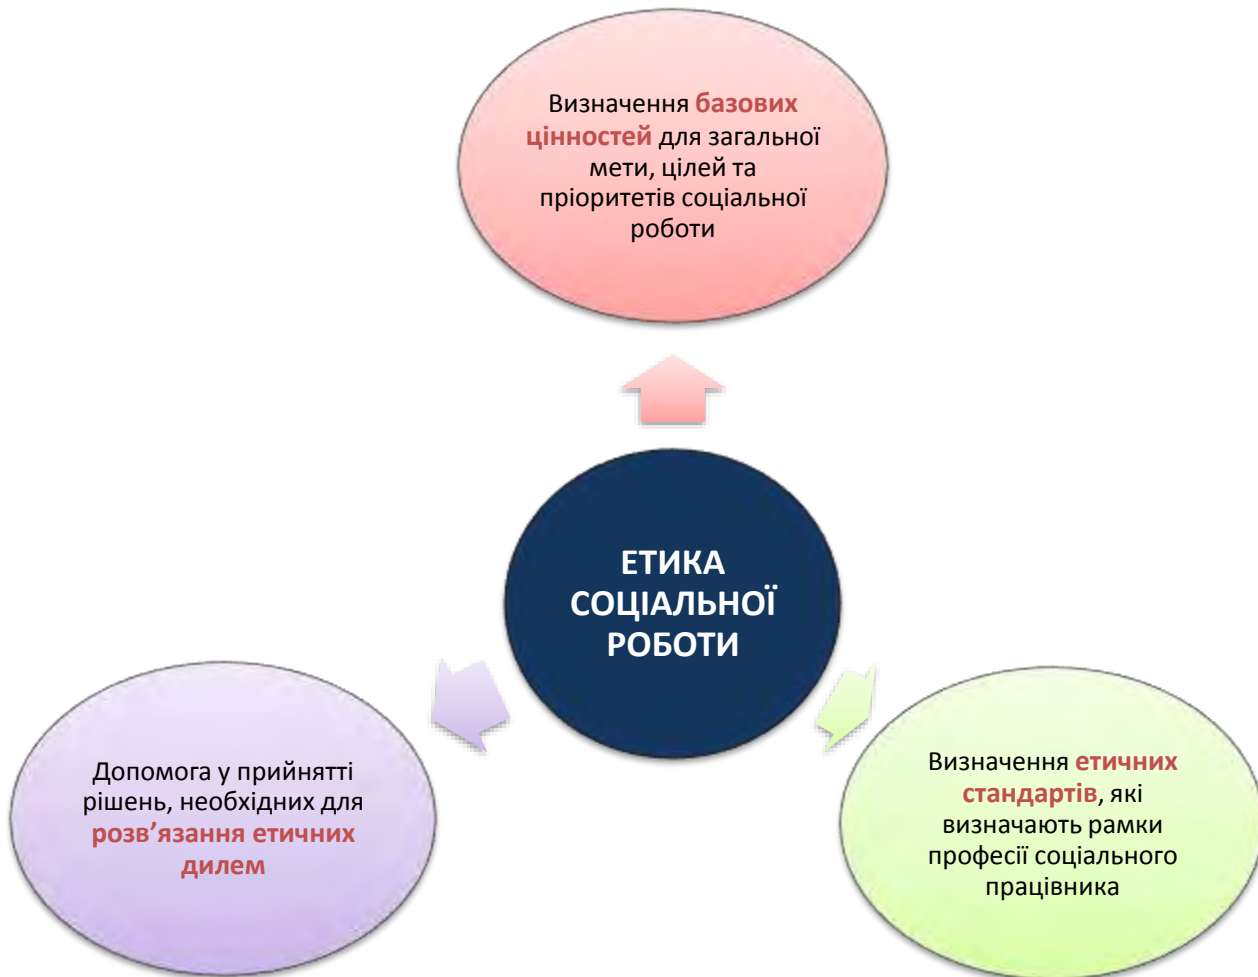 Визначення базових
цінностей для загальної
мети, цілей та
пріоритетів соціальної
роботи
ЕТИКА
СОЦІАЛЬНОЇ
РОБОТИ
Допомога у прийнятті
рішень, необхідних для
розв’язання етичних
дилем
Визначення етичних
стандартів, які
визначають рамки
професії соціального
працівника